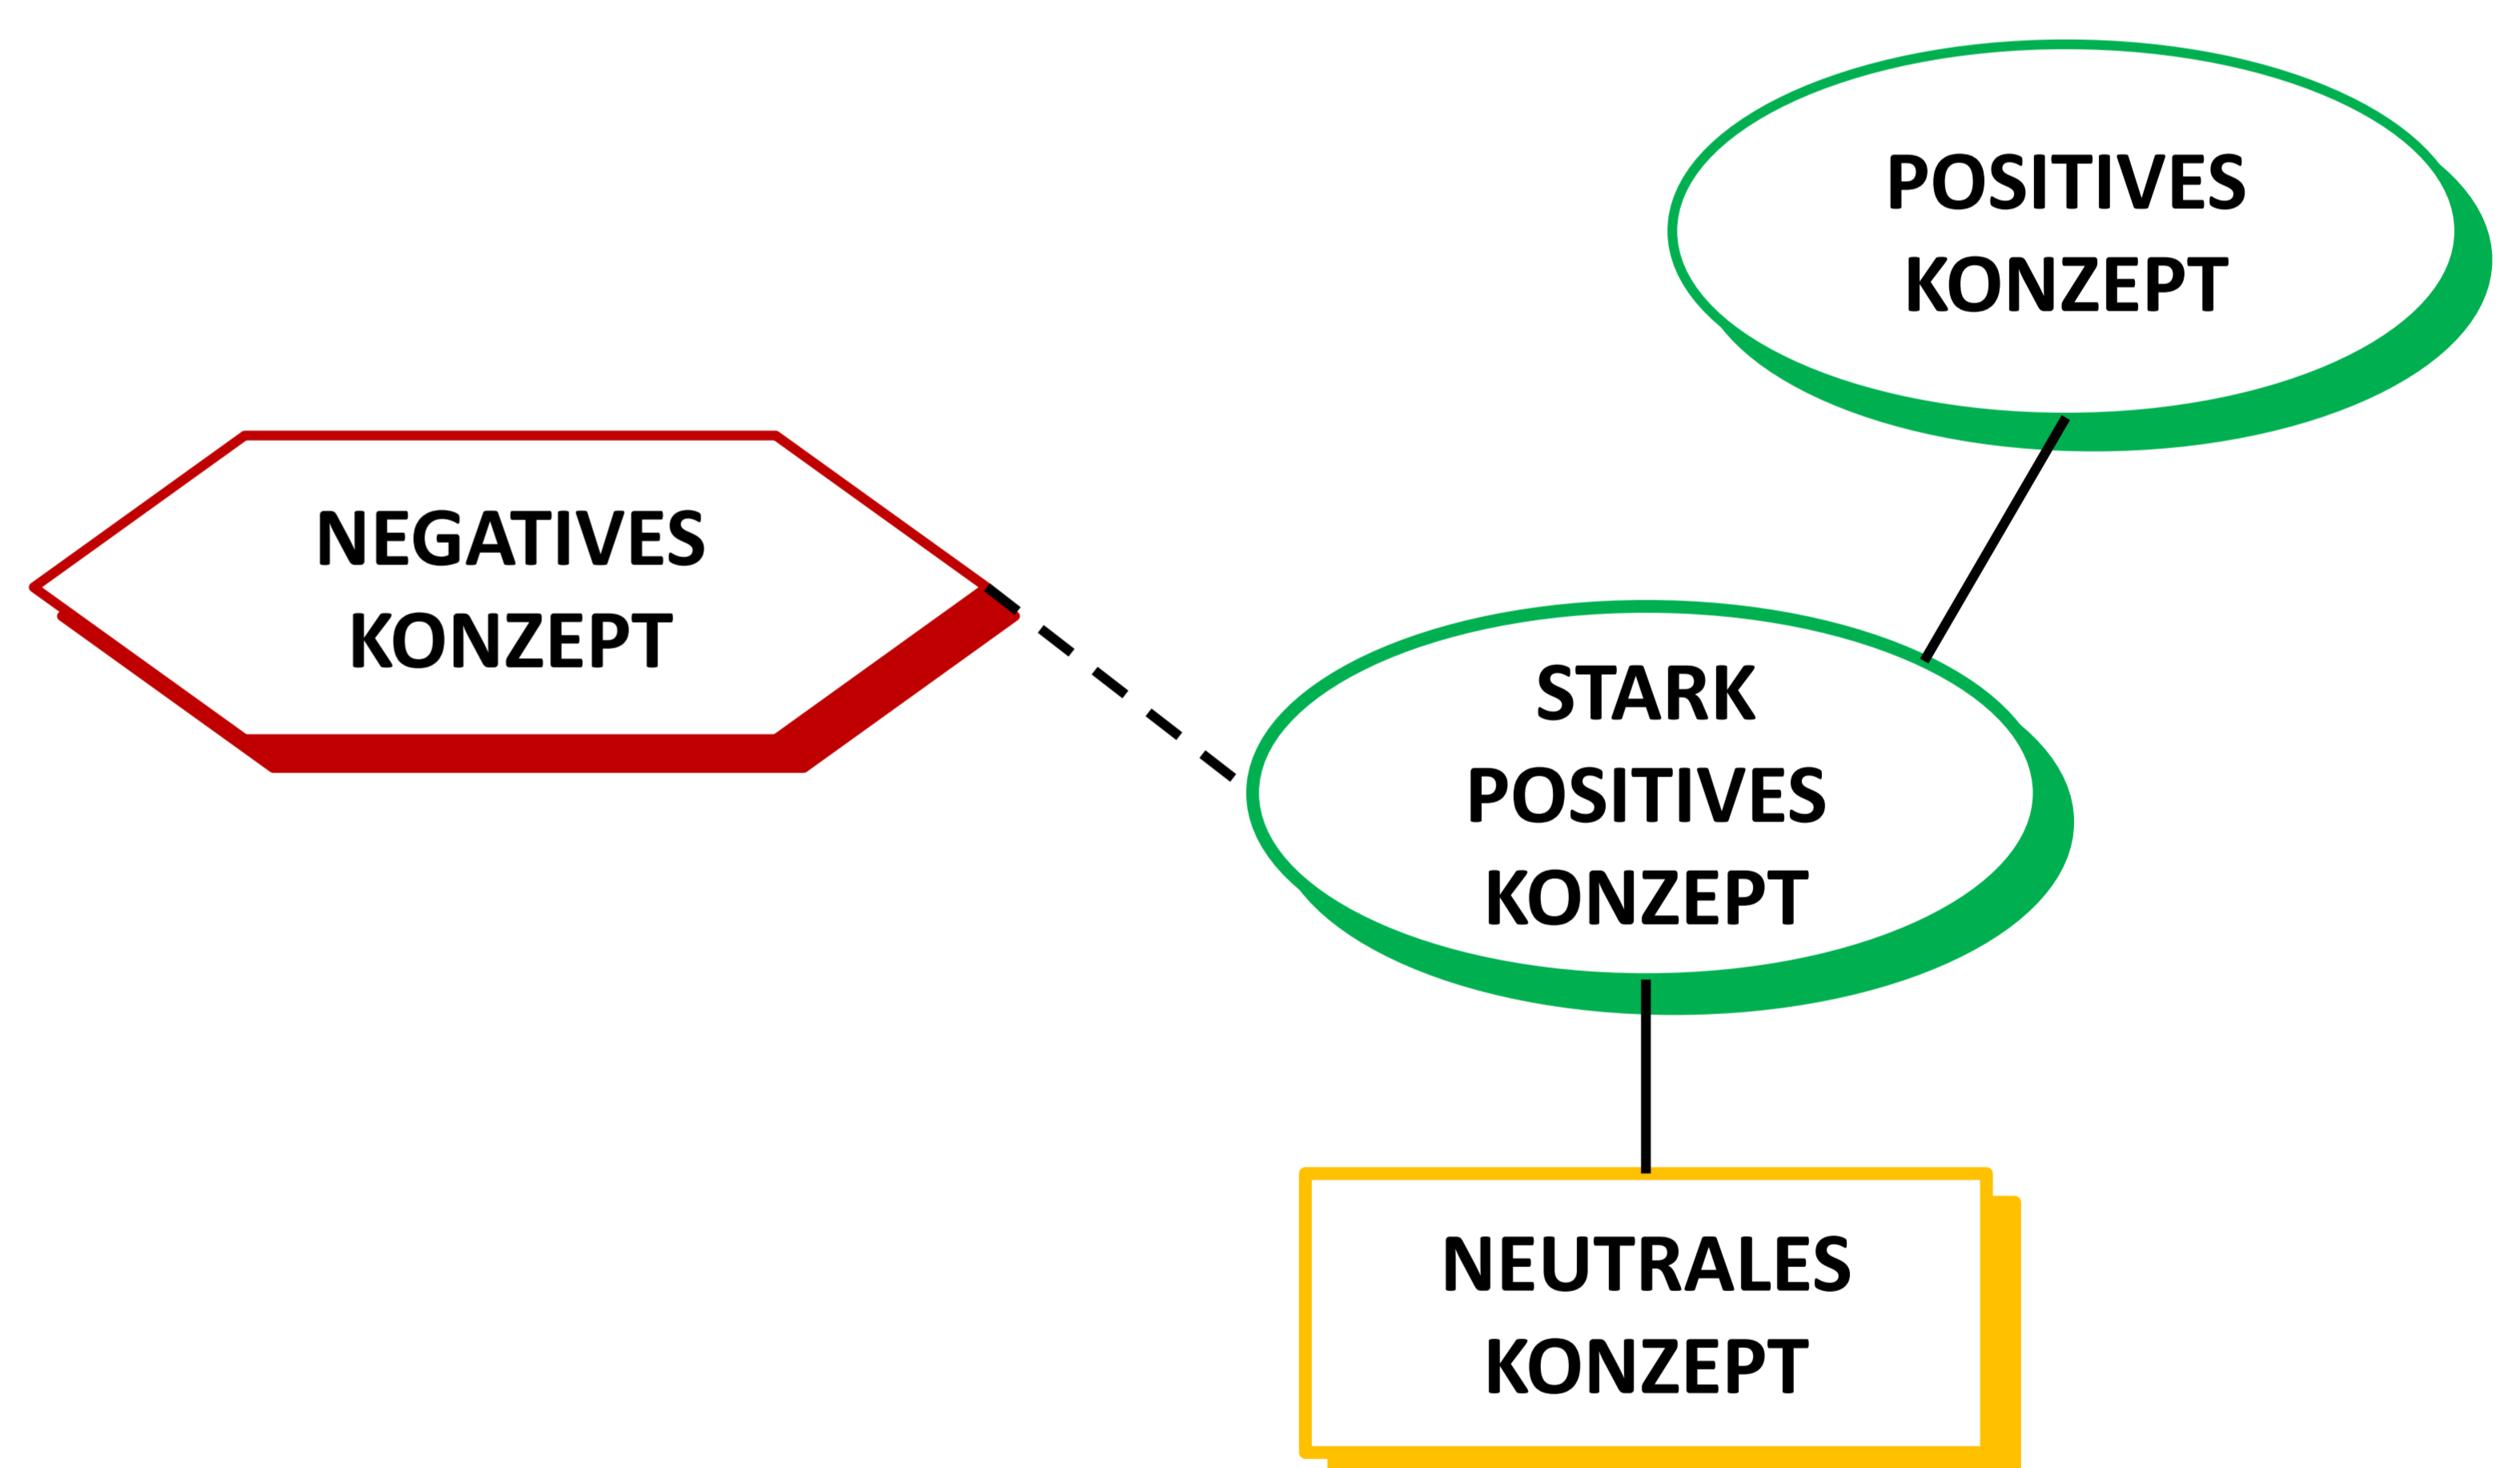 POSITIVES
KONZEPT
NEGATIVES
KONZEPT
STARK
POSITIVES
KONZEPT
NEUTRALES
KONZEPT